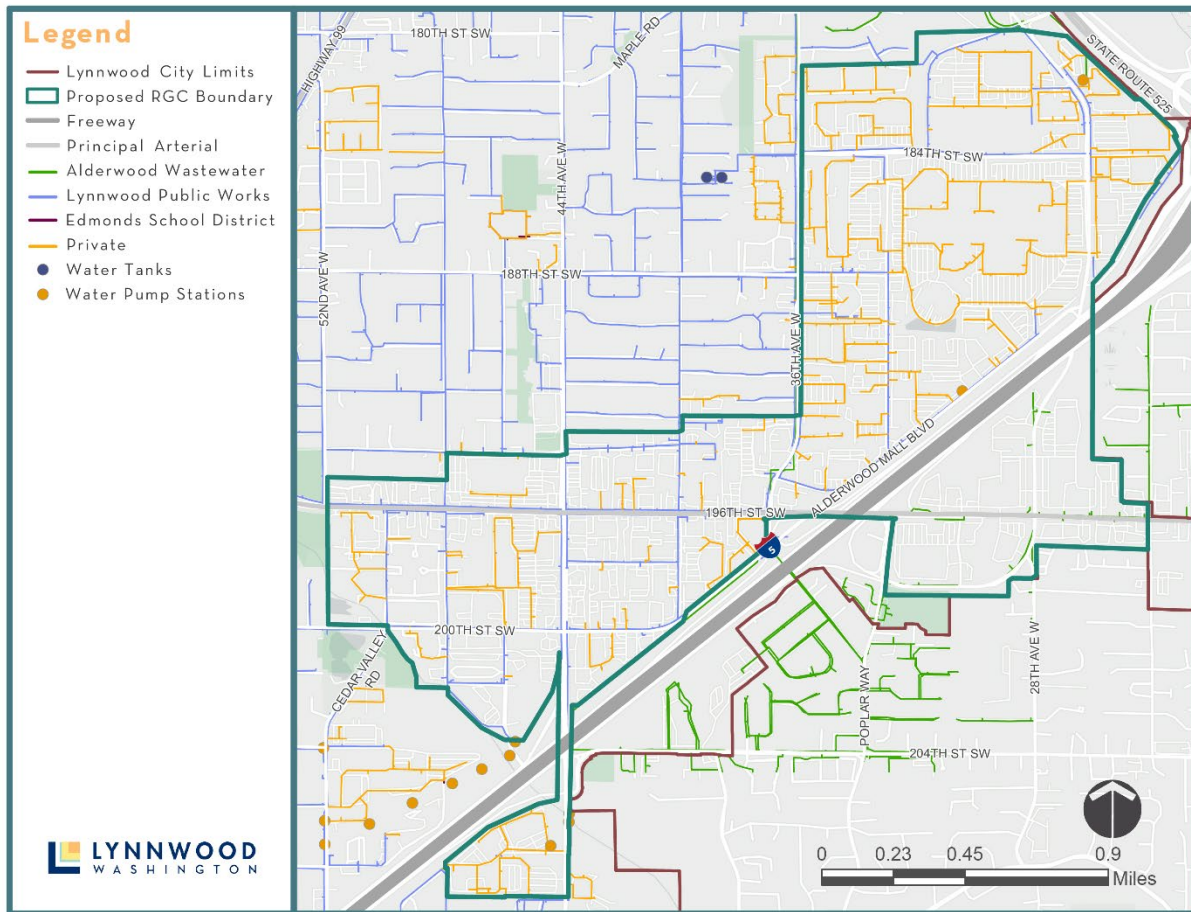 Legend
Lynnwood City Limits
Proposed RGC Boundary
Freeway
Principal Arterial
Alderwood Wastewater
Lynnwood Public Works
Edmonds School District
Private
Water Tanks
Water Pump Stations
LYNNWOOD
WASHINGTON
HIGHWAY 99
180TH ST SW
MAPLE RD
STATE ROUTE 525
44TH AVE W
184TH ST SW
52ND AVE W
188TH ST SW
36TH AVE W
ALDERWOOD MALL BLVD
196TH ST SW
5
200TH ST SW
CEDAR VALLEY
RD
POPLAR WAY
28TH AVE W
204TH ST SW
0 0.23 0.45 0.9
Miles